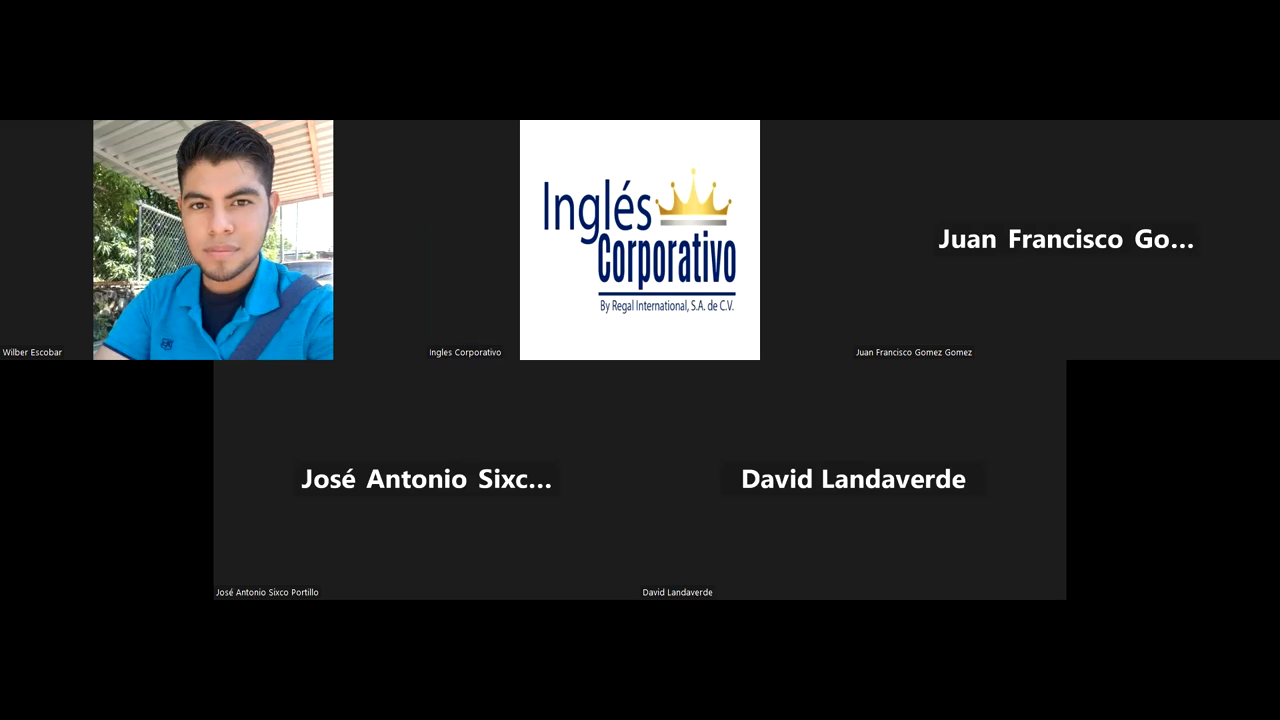 Inglés
Corporativo
By Regal International, S.A. de C.V.
Juan Francisco Go...
Wilber Escobar
Ingles Corporativo
Juan Francisco Gomez Gomez
José Antonio Sixc...
David Landaverde
José Antonio Sixco Portillo
David Landaverde